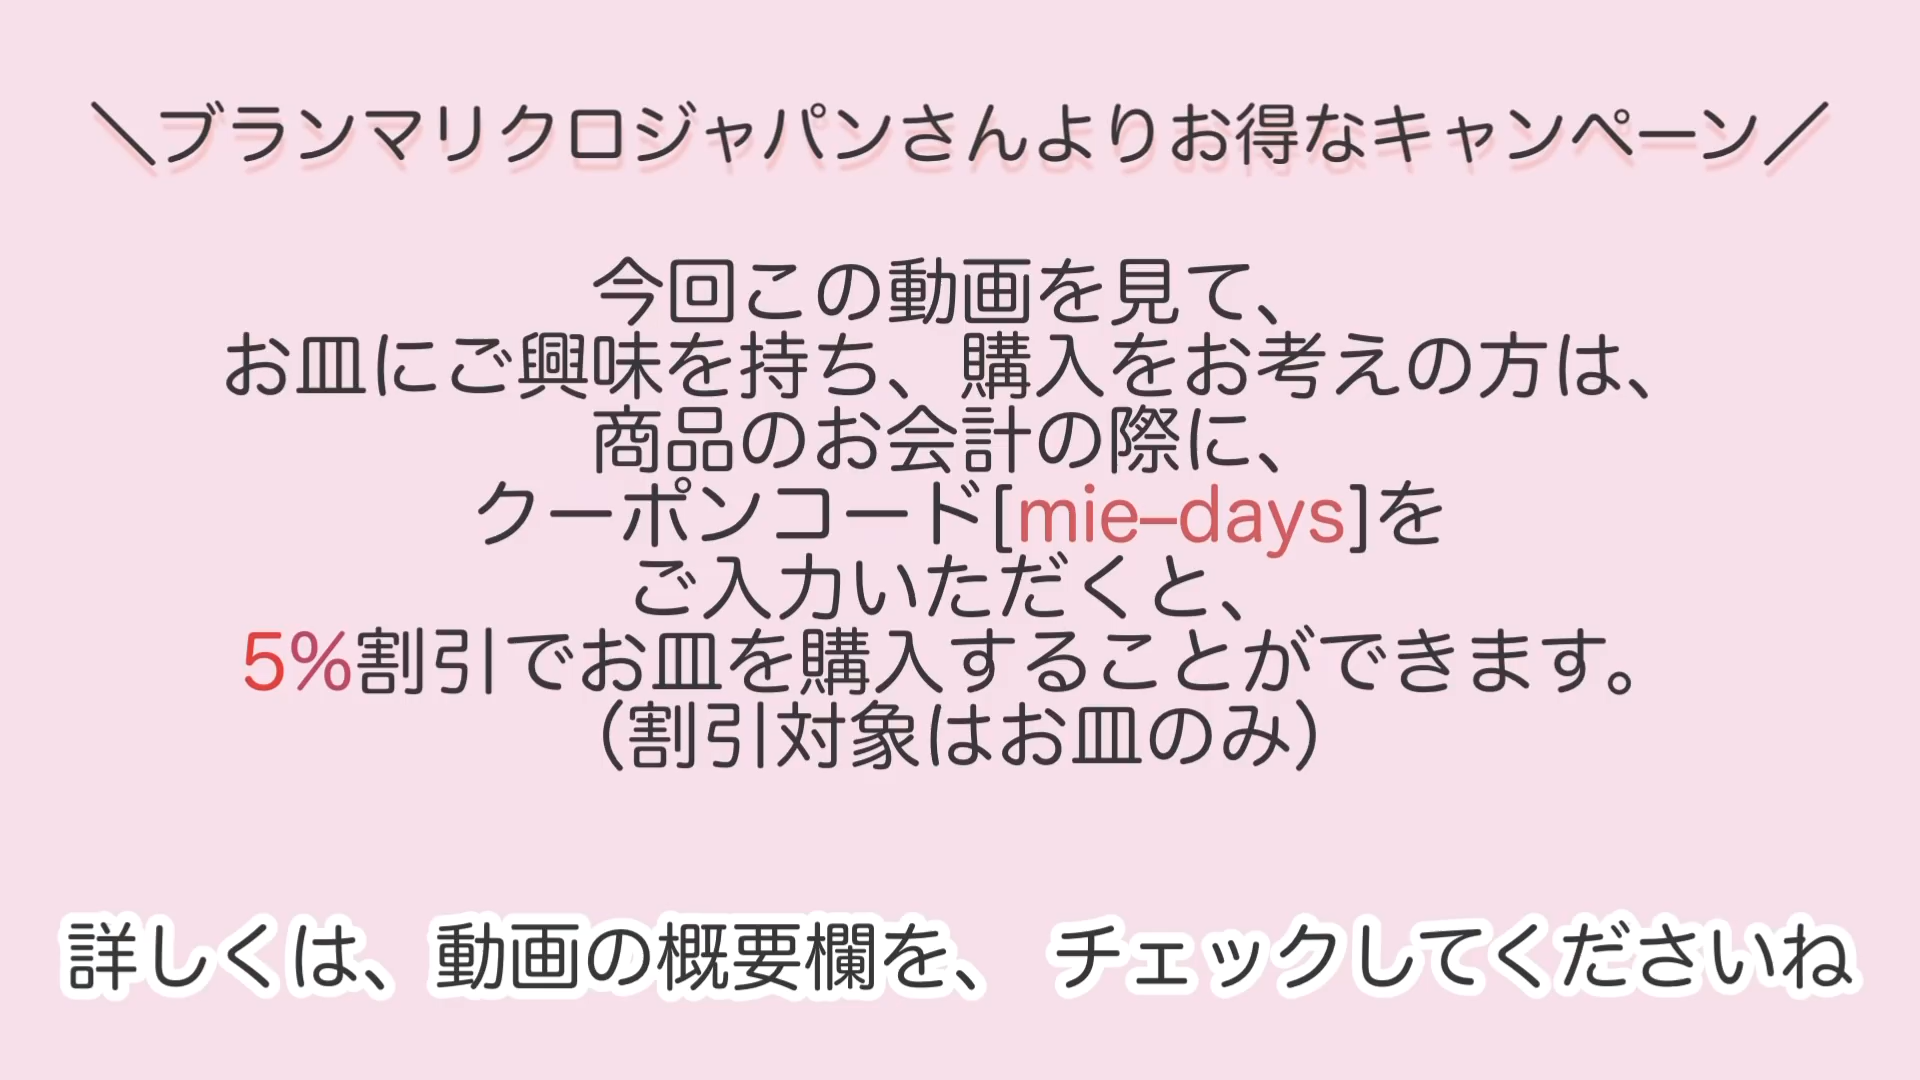 ＼ブランマリクロジャパンさんよりお得なキャンペーン／
今回この動画を見て、
お皿にご興味を持ち、購入をお考えの方は、
商品のお会計の際に、
クーポンコード[mie–days]を
ご入力いただくと、
5%割引でお皿を購入することができます。
（割引対象はお皿のみ）
詳しくは、動画の概要欄を、 チェックしてくださいね